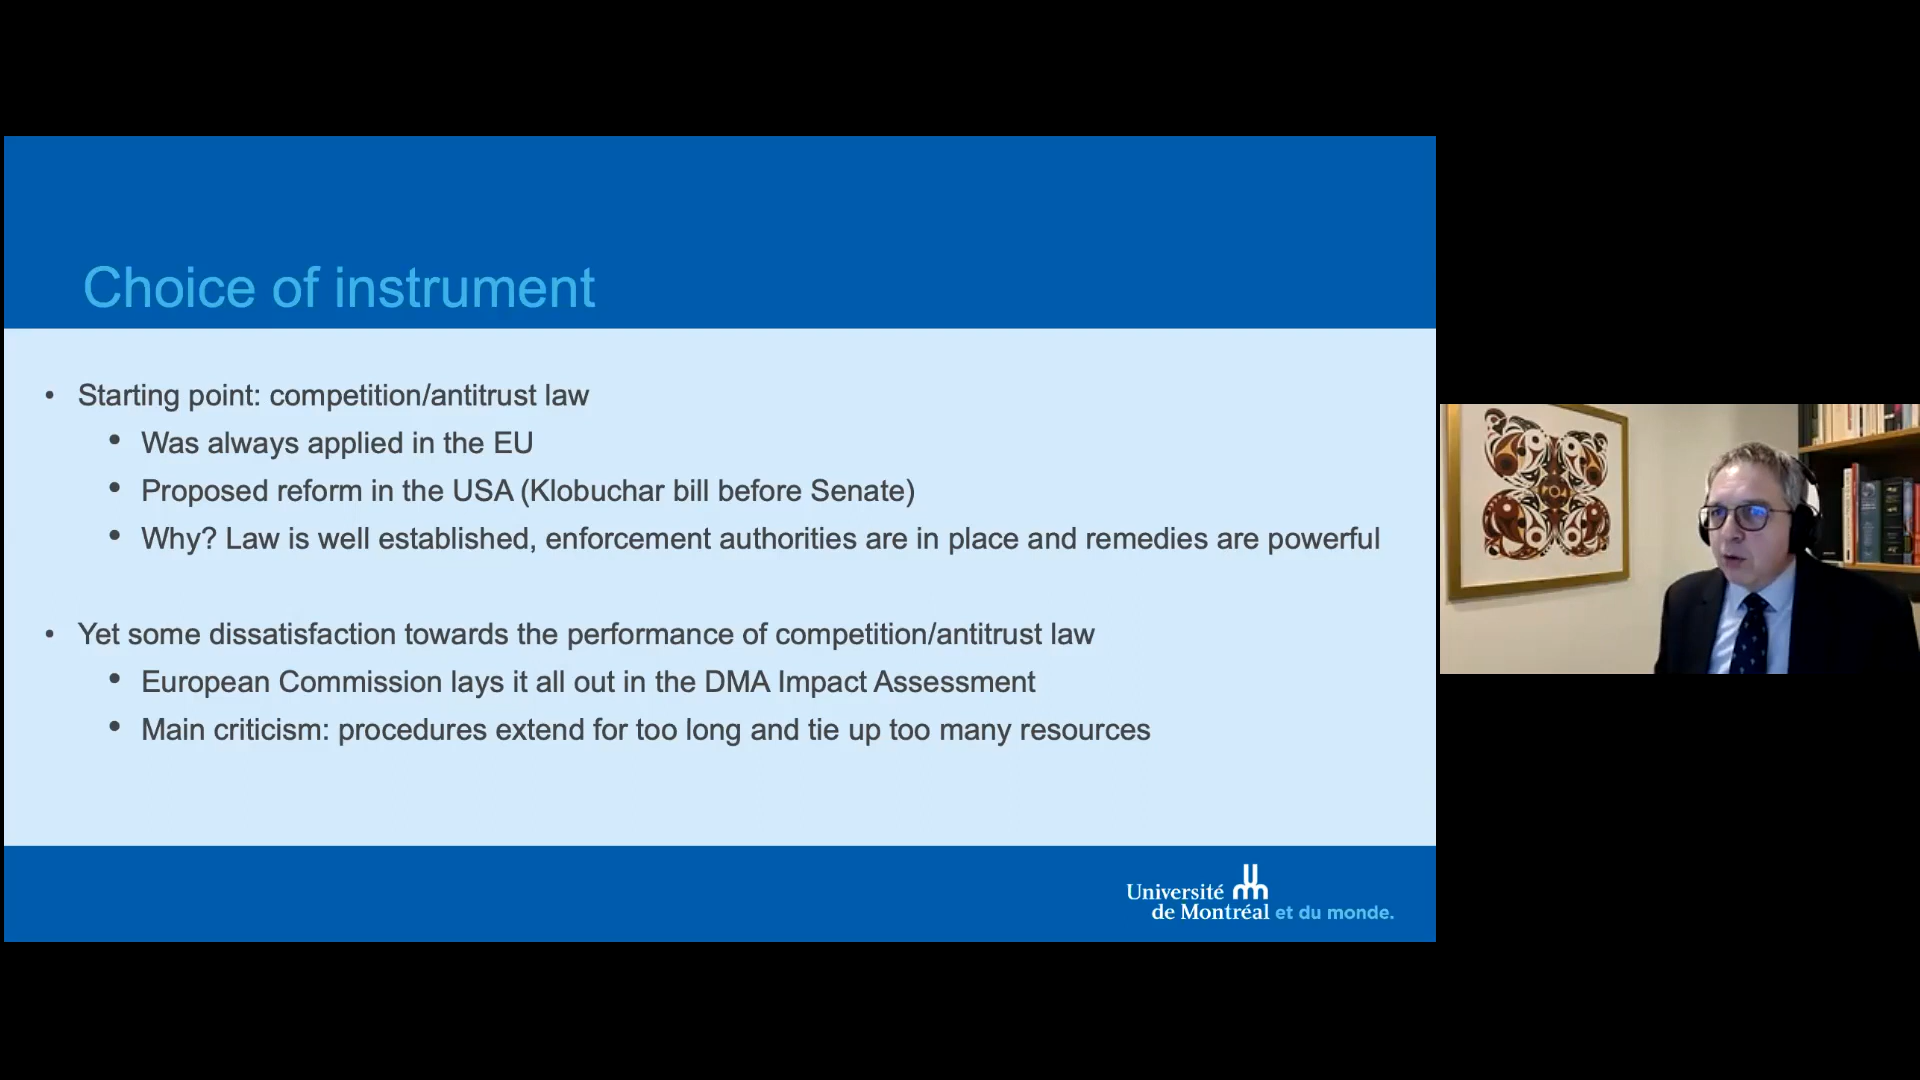 Choice of instrument
• Starting point: competition/antitrust law
• Was always applied in the EU
• Proposed reform in the USA (Klobuchar bill before Senate)
• Why? Law is well established, enforcement authorities are in place and remedies are powerful
• Yet some dissatisfaction towards the performance of competition/antitrust law
• European Commission lays it all out in the DMA Impact Assessment
• Main criticism: procedures extend for too long and tie up too many resources
Université
de Montréal et du monde.